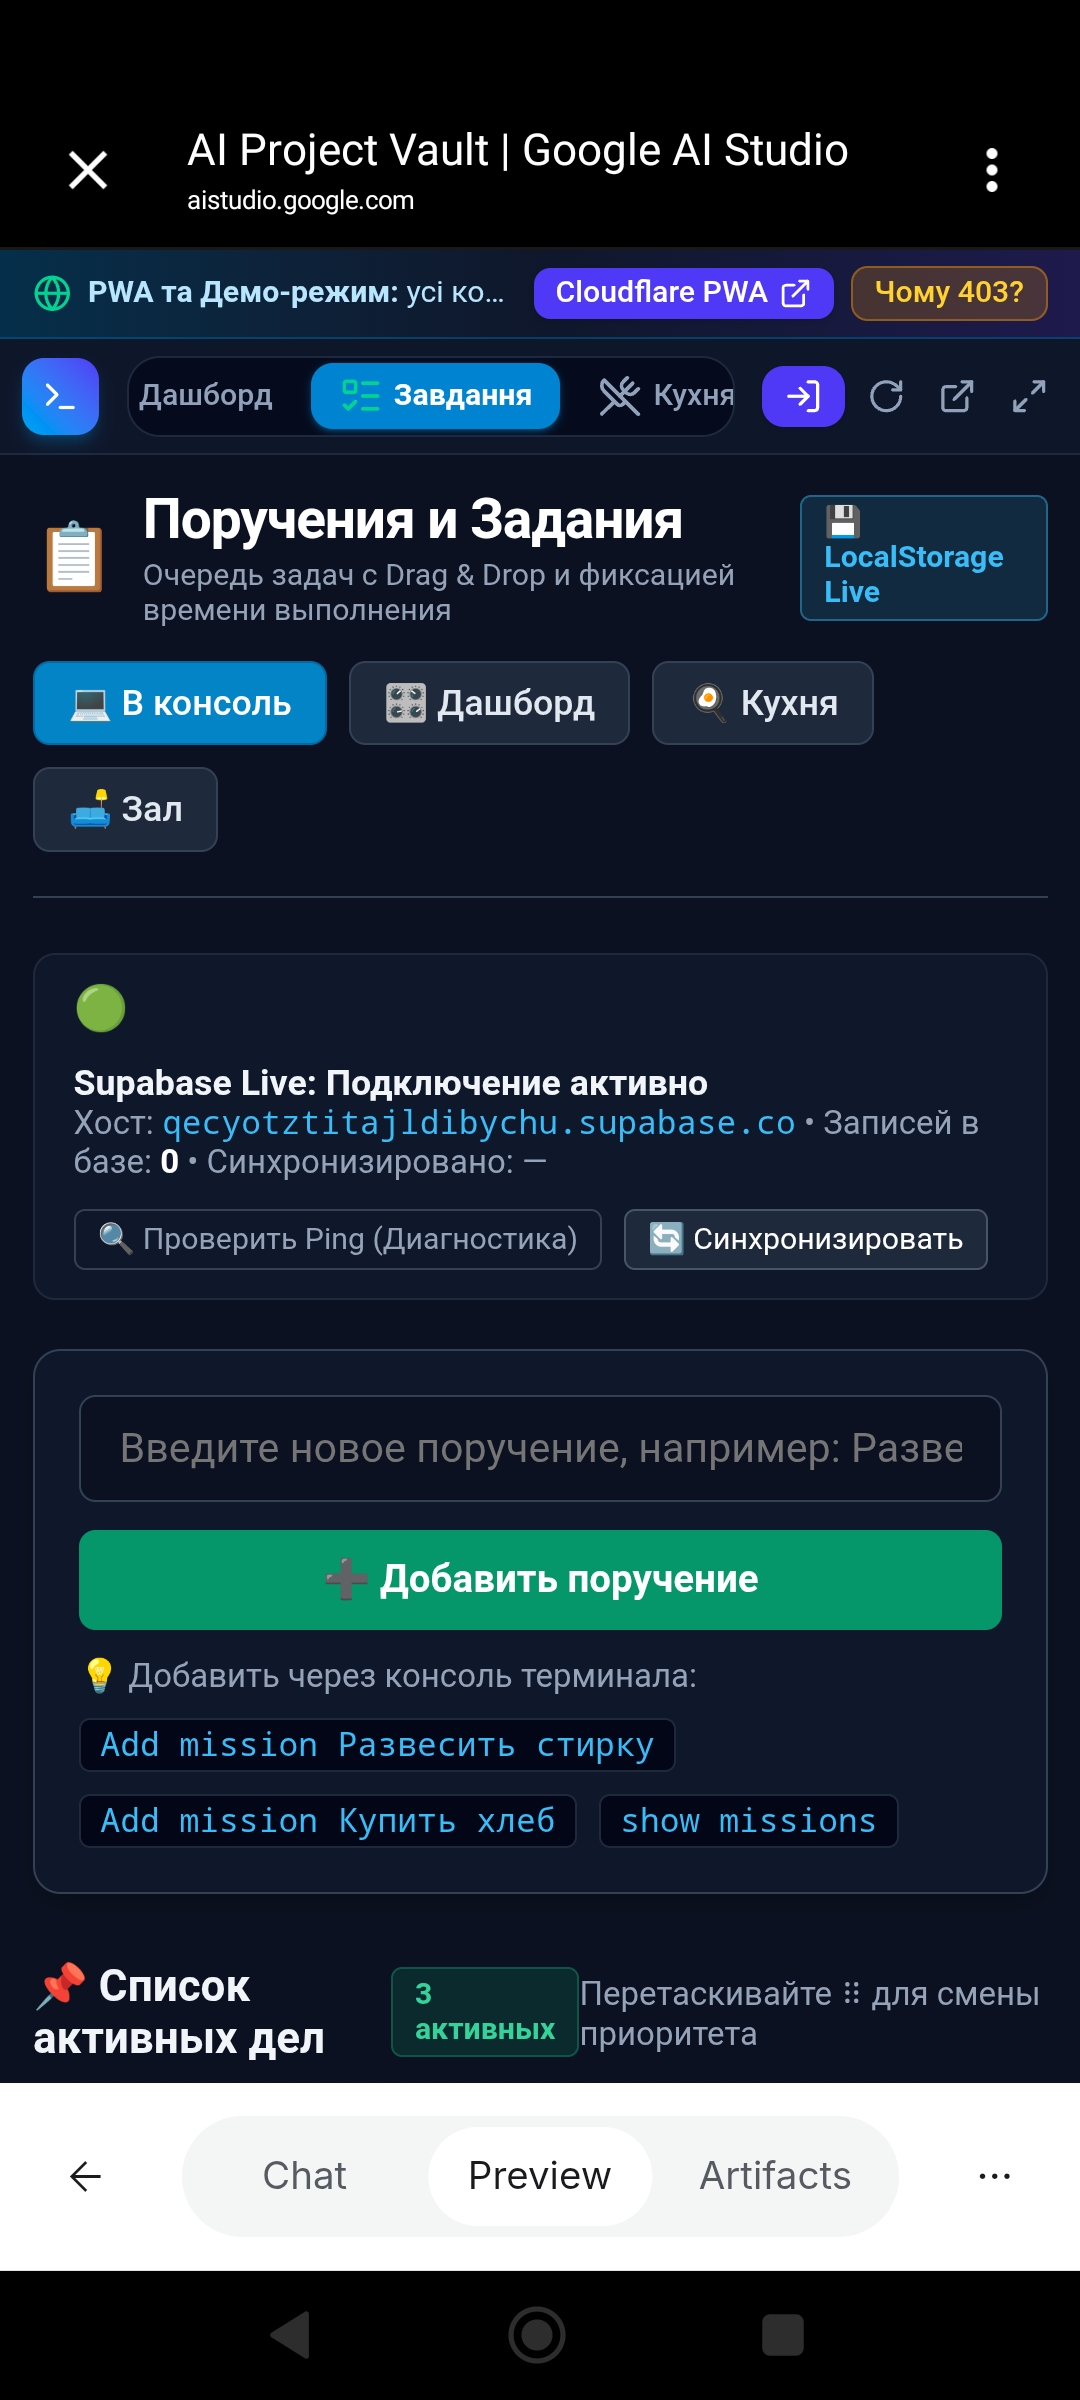 AI Project Vault | Google AI Studio
aistudio.google.com
PWA та Демо-режим: усі ко...
Cloudflare PWA
Чому 403?
Дашборд
Завдання
Кухня
📋 Поручения и Задания
Очередь задач с Drag & Drop и фиксацией
времени выполнения
💾
LocalStorage
Live
💻 В консоль
🎛️ Дашборд
🍳 Кухня
🛋️ Зал
🟢
Supabase Live: Подключение активно
Хост: qecyotztitajldibychu.supabase.co • Записей в
базе: 0 • Синхронизировано: —
🔍 Проверить Ping (Диагностика)
🔄 Синхронизировать
Введите новое поручение, например: Разве
➕ Добавить поручение
💡 Добавить через консоль терминала:
Add mission Развесить стирку
Add mission Купить хлеб
show missions
📌 Список
активных дел
3
активных
Перетаскивайте ⠿ для смены
приоритета
Chat
Preview
Artifacts